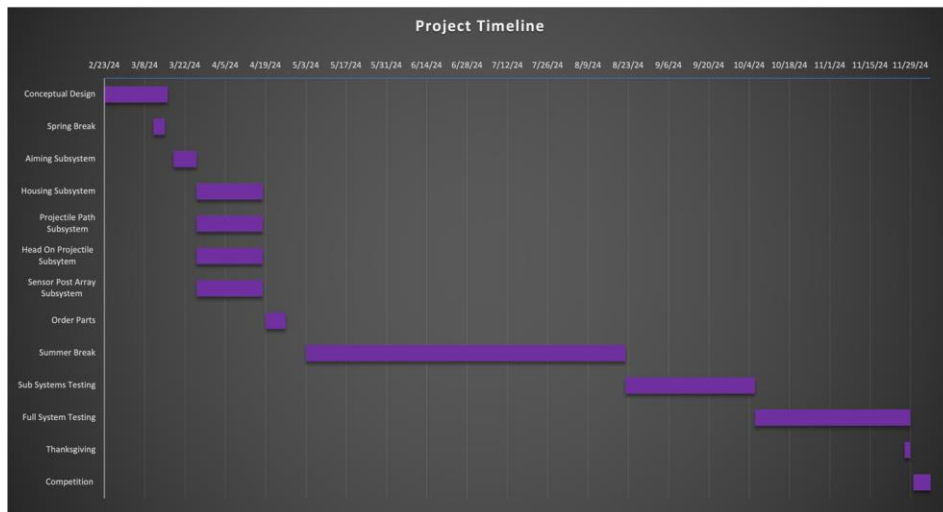 Project Timeline
2/23/24 3/8/24 3/22/24 4/5/24 4/19/24 5/3/24 5/17/24 5/31/24 6/14/24 6/28/24 7/12/24 7/26/24 8/9/24 8/23/24 9/6/24 9/20/24 10/4/24 10/18/24 11/1/24 11/15/24 11/29/24
Conceptual Design
Spring Break
Aiming Subsystem
Housing Subsystem
Projectile Path
Subsystem
Head On Projectile
Subsytem
Sensor Post Array
Subsystem
Order Parts
Summer Break
Sub Systems Testing
Full System Testing
Thanksgiving
Competition